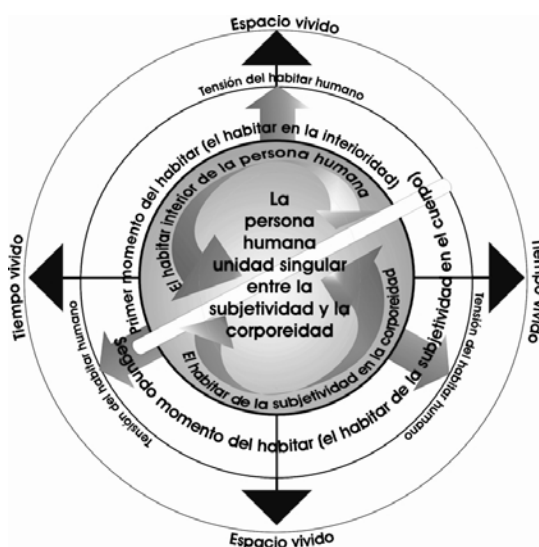 Espacio vivido
Tensión del habitar humano
Primer momento del habitar (el habitar en la interioridad)
El habitar interior de la persona humana
La
persona
humana
unidad singular
entre la
subjetividad y la
corporeidad
El habitar de la subjetividad en la corporeidad
Segundo momento del habitar (el habitar de la subjetividad en el cuerpo)
Tiempo vivido
Tiempo vivido
Tensión del habitar humano
Tensión del habitar humano
Espacio vivido